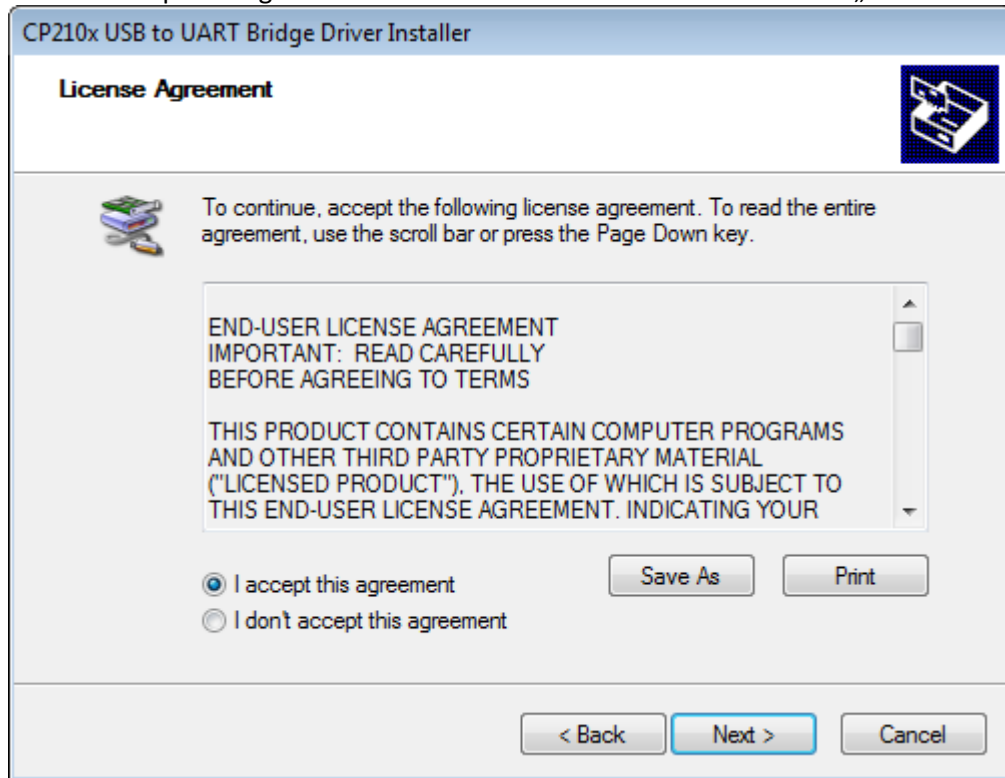 CP210x USB to UART Bridge Driver Installer
License Agreement
To continue, accept the following license agreement. To read the entire
agreement, use the scroll bar or press the Page Down key.
END-USER LICENSE AGREEMENT
IMPORTANT:  READ CAREFULLY
BEFORE AGREEING TO TERMS
THIS PRODUCT CONTAINS CERTAIN COMPUTER PROGRAMS
AND OTHER THIRD PARTY PROPRIETARY MATERIAL
("LICENSED PRODUCT"), THE USE OF WHICH IS SUBJECT TO
THIS END-USER LICENSE AGREEMENT. INDICATING YOUR
Save As
Print
I accept this agreement
I don't accept this agreement
< Back
Next >
Cancel